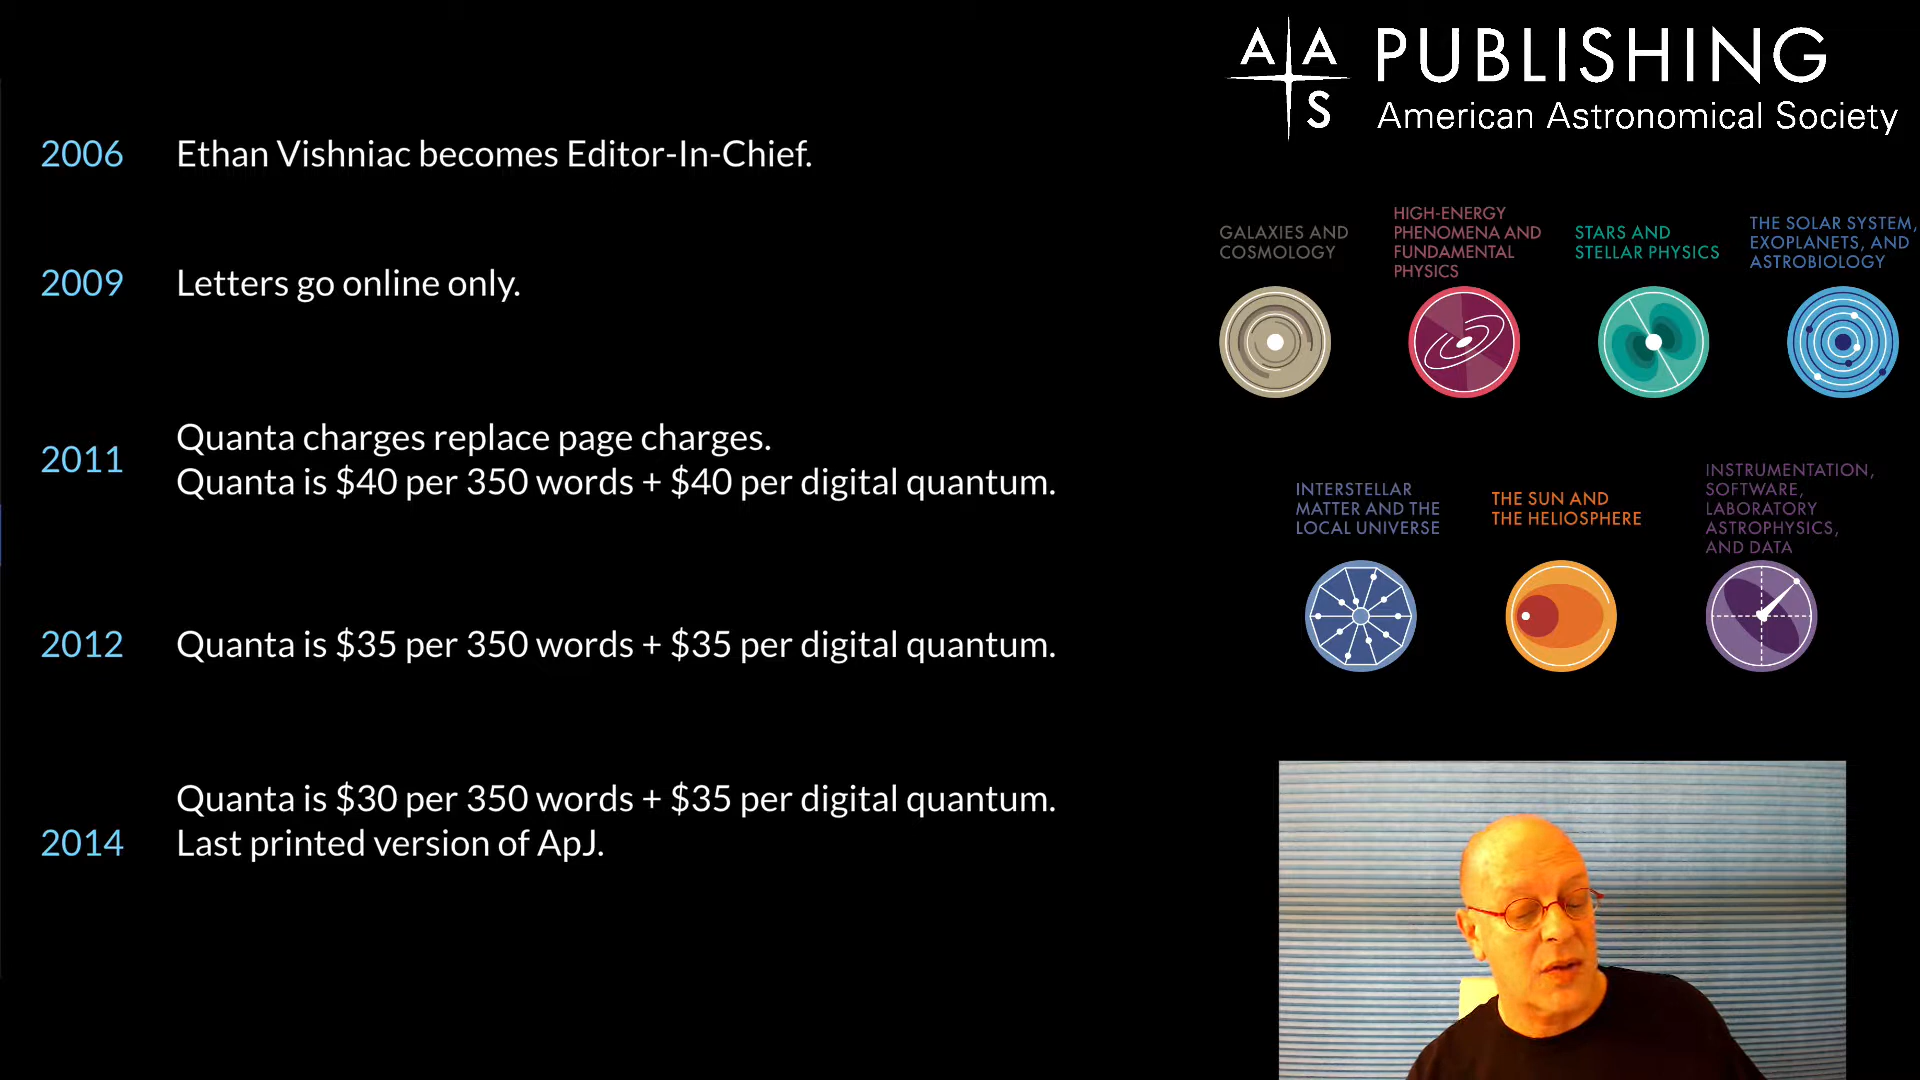 A A
S
PUBLISHING
American Astronomical Society
2006 Ethan Vishniac becomes Editor-In-Chief.
2009 Letters go online only.
2011
Quanta charges replace page charges.
Quanta is $40 per 350 words + $40 per digital quantum.
2012 Quanta is $35 per 350 words + $35 per digital quantum.
Quanta is $30 per 350 words + $35 per digital quantum.
2014 Last printed version of ApJ.
GALAXIES AND
COSMOLOGY
HIGH-ENERGY
PHENOMENA AND
FUNDAMENTAL
PHYSICS
STARS AND
STELLAR PHYSICS
THE SOLAR SYSTEM,
EXOPLANETS, AND
ASTROBIOLOGY
INTERSTELLAR
MATTER AND THE
LOCAL UNIVERSE
THE SUN AND
THE HELIOSPHERE
INSTRUMENTATION,
SOFTWARE,
LABORATORY
ASTROPHYSICS,
AND DATA